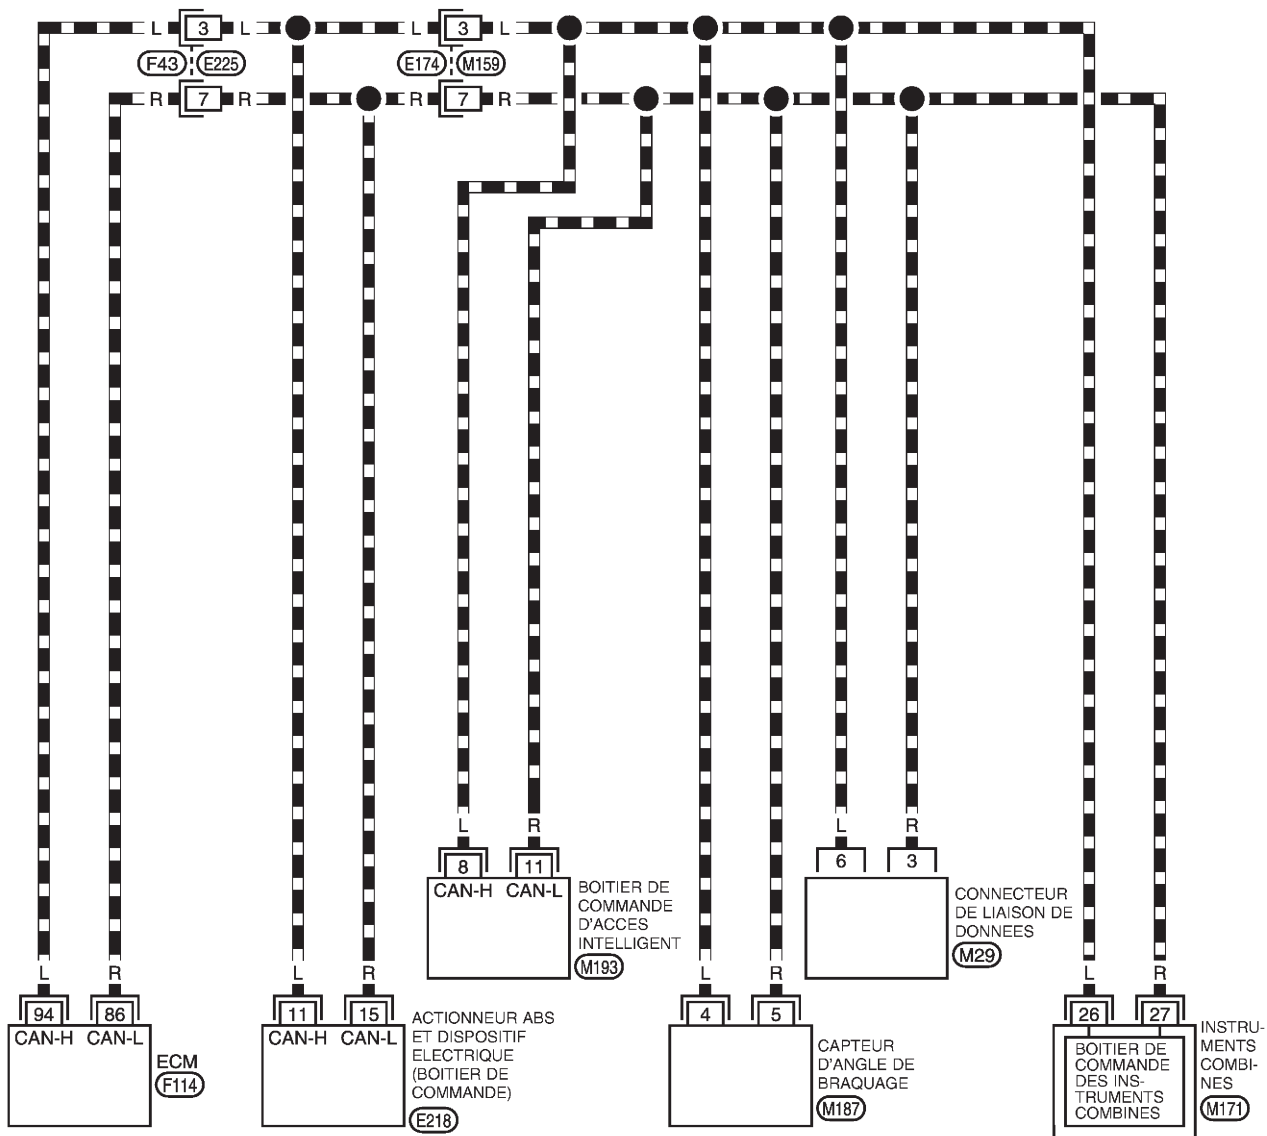 L 3 L L 3 L
F43 E225 E174 M159
R 7 R R 7 R
L R
8 11
CAN-H CAN-L
BOITIER DE
COMMANDE
D'ACCES
INTELLIGENT
M193
L R
6 3
CONNECTEUR
DE LIAISON DE
DONNEES
M29
L R
94 86
CAN-H CAN-L
ECM
F114
L R
11 15
CAN-H CAN-L
ACTIONNEUR ABS
ET DISPOSITIF
ELECTRIQUE
(BOITIER DE
COMMANDE)
E218
L R
4 5
CAPTEUR
D'ANGLE DE
BRAQUAGE
M187
L R
26 27
BOITIER DE
COMMANDE
DES INS-
TRUMENTS
COMBINES
INSTRU-
MENTS
COMBI-
NES
M171